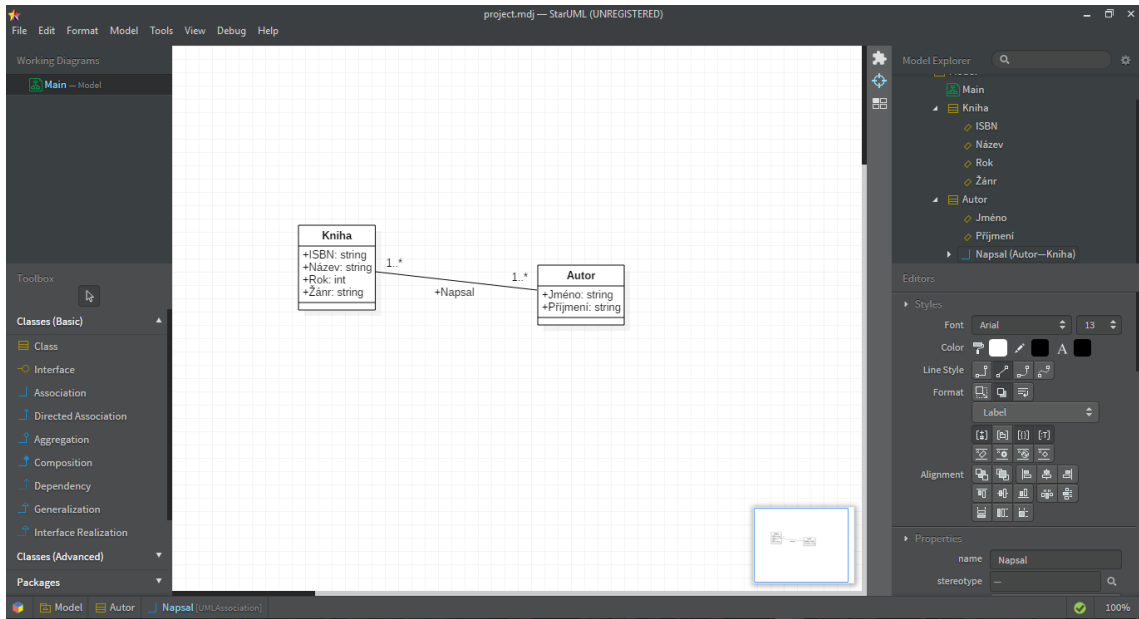 project.mdj — StarUML (UNREGISTERED)
File Edit Format Model Tools View Debug Help
Working Diagrams
Main — Model
Toolbox
Classes (Basic)
Class
Interface
Association
Directed Association
Aggregation
Composition
Dependency
Generalization
Interface Realization
Classes (Advanced)
Packages
Kniha
+ISBN: string
+Název: string
+Rok: int
+Žánr: string
1..*
+Napsal
1..*
Autor
+Jméno: string
+Příjmení: string
Model Explorer
Main
Kniha
ISBN
Název
Rok
Žánr
Autor
Jméno
Příjmení
Napsal (Autor—Kniha)
Editors
Styles
Font Arial 13
Color A
Line Style
Format
Label
Alignment
Properties
name Napsal
stereotype —
Model Autor Napsal [UMLAssociation] 100%